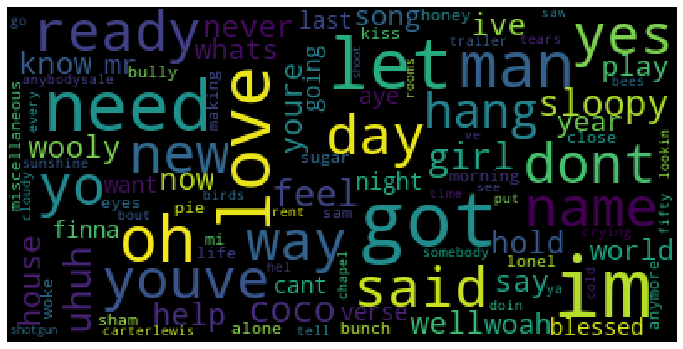 go
ready
never
whats
last
song
honey
kiss
ive
saw
tears
trailer
yes
know
mr
bully
anybodysale
need
new
love
youre
going
let
man
shoot
rooms
play
bees
aye
hang
sloopy
year
close
lookin
miscellaneous
every
wooly
making
day
girl
dont
sunshine
cloudy
yo
want
now
sugar
feel
night
morning
see
put
name
crying
fifty
eyes
bout
birds
pie
rent
sam
got
time
ve
finna
oh
way
mi
life
hel
somebody
hold
lonel
world
house
uhuh
youve
cant
chapel
said
say
ya
cold
im
anymore
woke
help
coco
verse
doin
well
woah
blessed
sham
shotgun
carterlewis
alone
tell
bunch